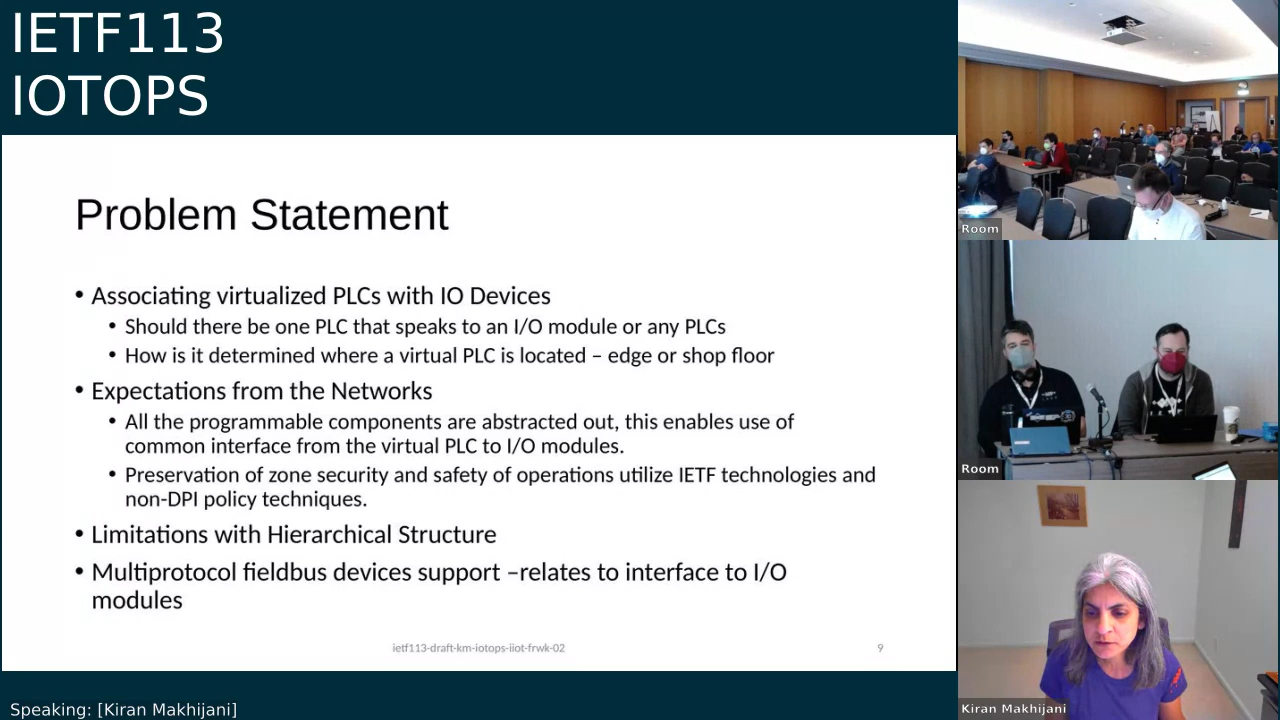 IETF113
IOTOPS
Problem Statement
• Associating virtualized PLCs with IO Devices
• Should there be one PLC that speaks to an I/O module or any PLCs
• How is it determined where a virtual PLC is located – edge or shop floor
• Expectations from the Networks
• All the programmable components are abstracted out, this enables use of
common interface from the virtual PLC to I/O modules.
• Preservation of zone security and safety of operations utilize IETF technologies and
non-DPI policy techniques.
• Limitations with Hierarchical Structure
• Multiprotocol fieldbus devices support –relates to interface to I/O
modules
ietf113-draft-km-iotops-iiot-frwk-02
9
Speaking: [Kiran Makhijani]
Room
Room
Kiran Makhijani